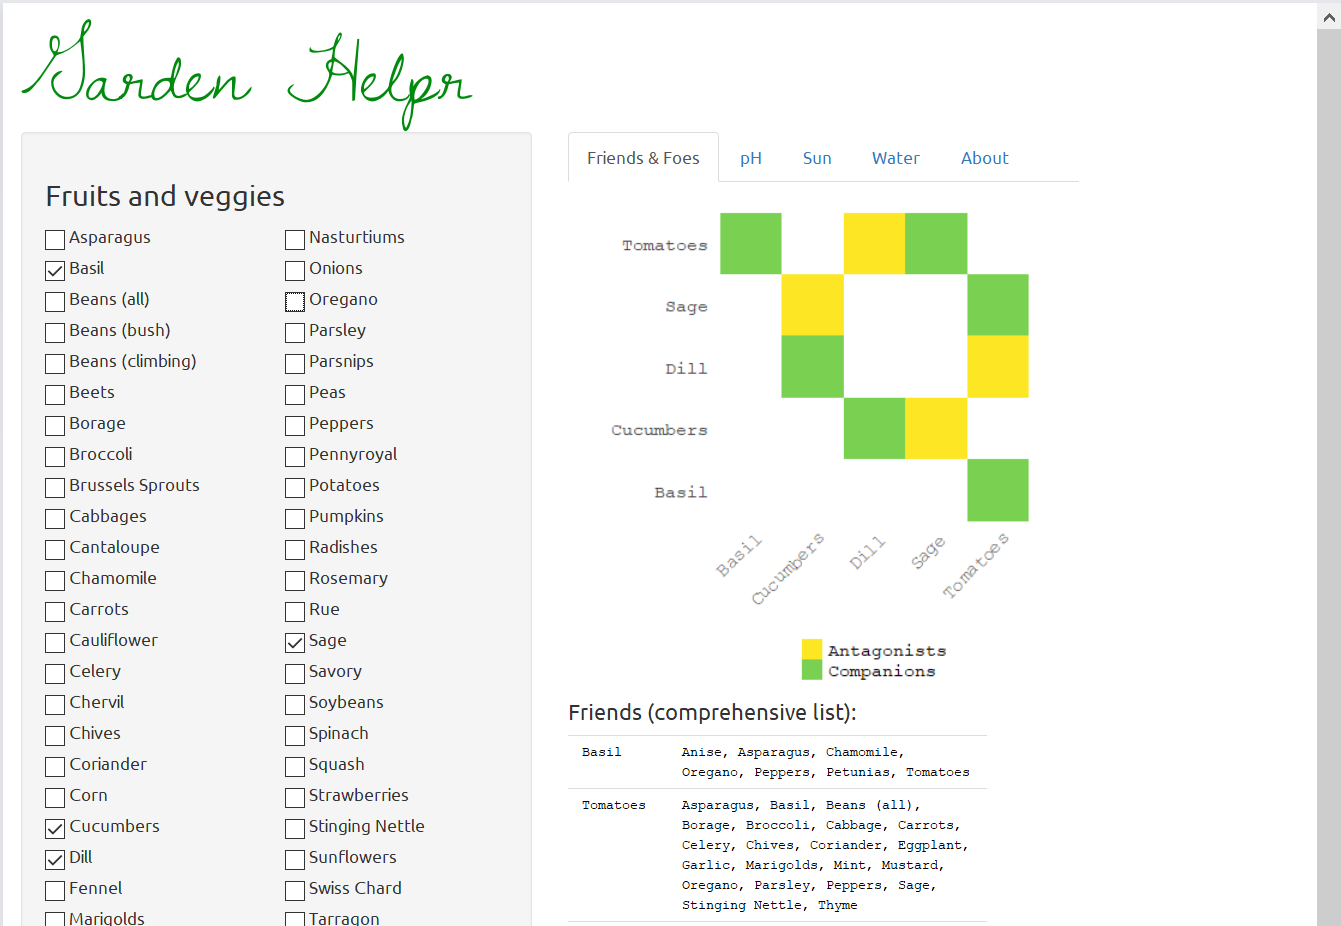 Garden Helpr
Fruits and veggies
Asparagus
Basil
Beans (all)
Beans (bush)
Beans (climbing)
Beets
Borage
Broccoli
Brussels Sprouts
Cabbages
Cantaloupe
Chamomile
Carrots
Cauliflower
Celery
Chervil
Chives
Coriander
Corn
Cucumbers
Dill
Fennel
Marigolds
Nasturtiums
Onions
Oregano
Parsley
Parsnips
Peas
Peppers
Pennyroyal
Potatoes
Pumpkins
Radishes
Rosemary
Rue
Sage
Savory
Soybeans
Spinach
Squash
Strawberries
Stinging Nettle
Sunflowers
Swiss Chard
Tarragon
Friends & Foes pH Sun Water About
Tomatoes
Sage
Dill
Cucumbers
Basil
Basil Cucumbers Dill Sage Tomatoes
Antagonists
Companions
Friends (comprehensive list):
Basil Anise, Asparagus, Chamomile,
Oregano, Peppers, Petunias, Tomatoes
Tomatoes Asparagus, Basil, Beans (all),
Borage, Broccoli, Cabbage, Carrots,
Celery, Chives, Coriander, Eggplant,
Garlic, Marigolds, Mint, Mustard,
Oregano, Parsley, Peppers, Sage,
Stinging Nettle, Thyme